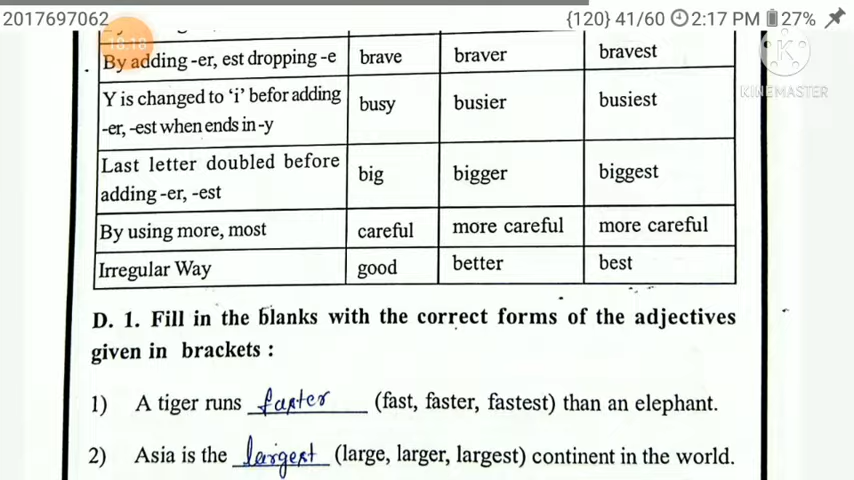 2017697062 {120} 41/60 2:17 PM 27%
18:18
By adding -er, est dropping -e brave braver bravest
KINEMASTER
Y is changed to ‘i’ befor adding
-er, -est when ends in -y busy busier busiest
Last letter doubled before
adding -er, -est big bigger biggest
By using more, most careful more careful more careful
Irregular Way good better best
D. 1. Fill in the blanks with the correct forms of the adjectives
given in brackets :
1) A tiger runs faster (fast, faster, fastest) than an elephant.
2) Asia is the largest (large, larger, largest) continent in the world.